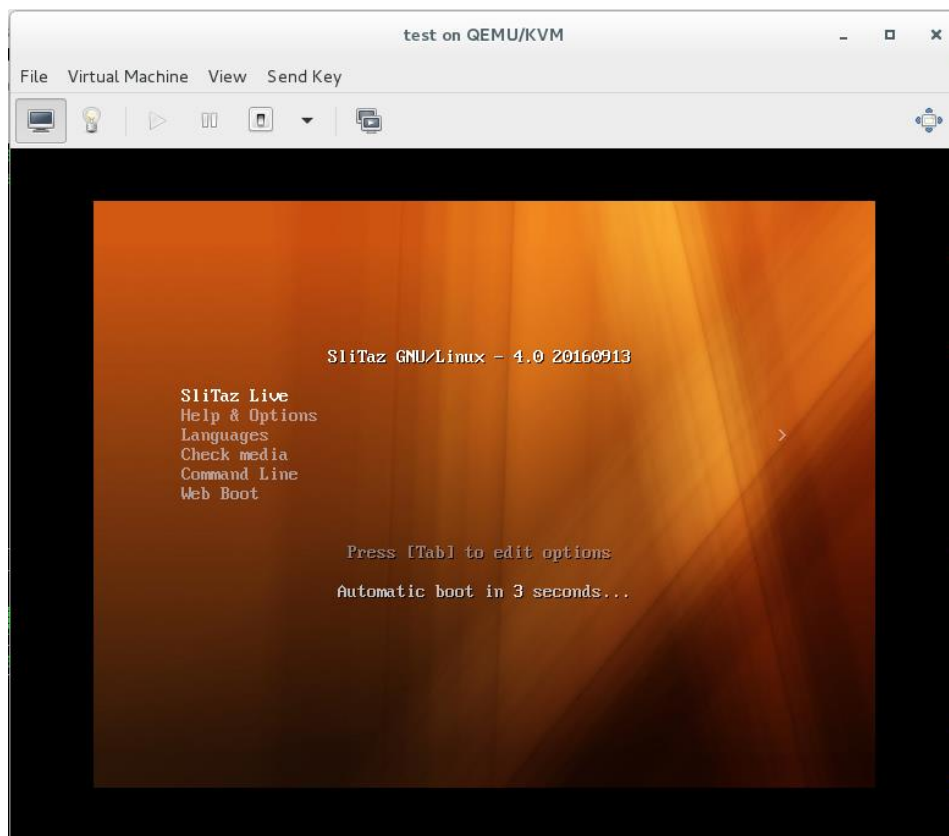 test on QEMU/KVM
File Virtual Machine View Send Key
SliTaz GNU/Linux - 4.0 20160913
SliTaz Live
Help & Options
Languages >
Check media
Command Line
Web Boot
Press [Tab] to edit options
Automatic boot in 3 seconds...